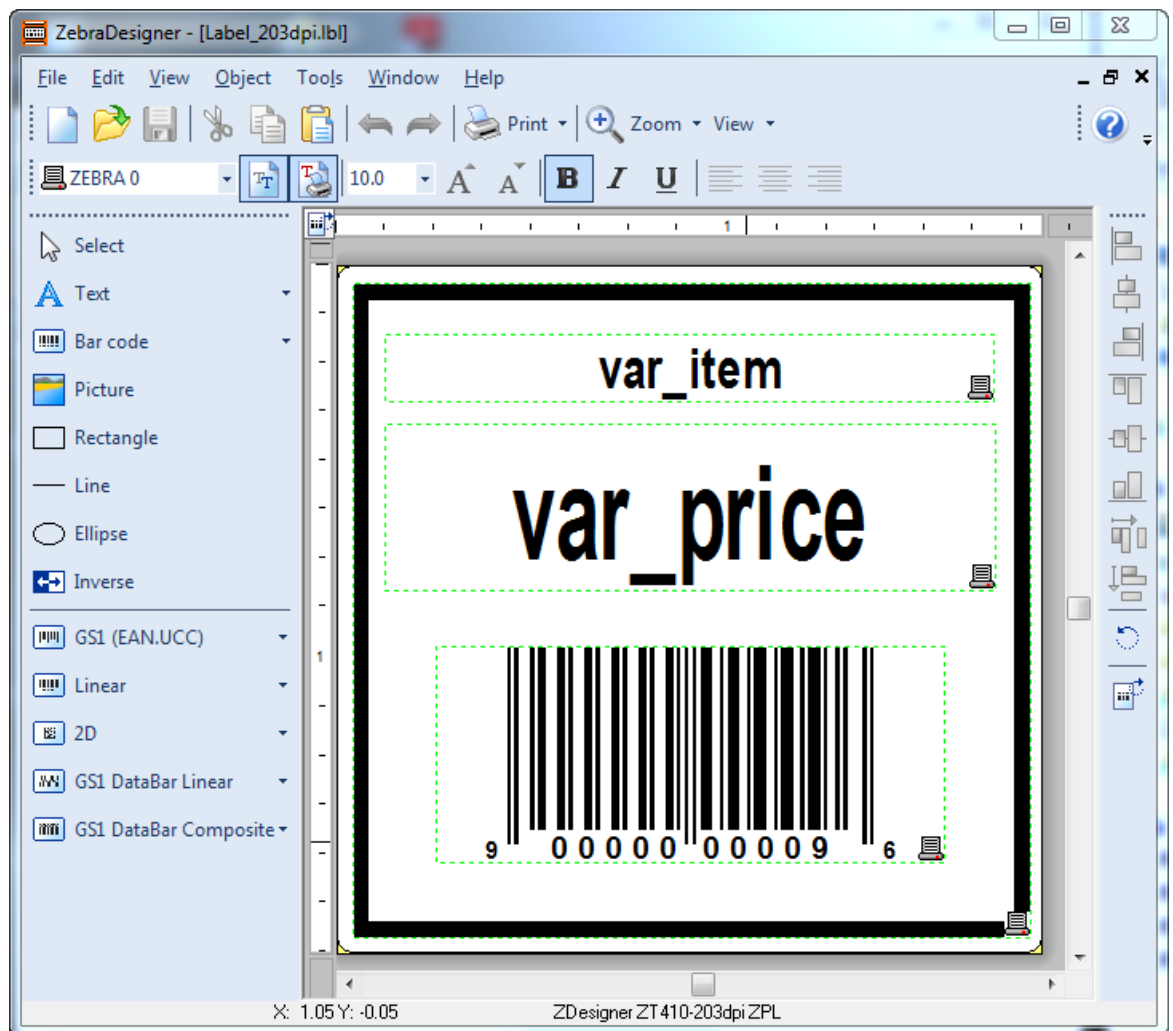 ZebraDesigner - [Label_203dpi.lbl]
File Edit View Object Tools Window Help
Print Zoom View
ZEBRA 0 10.0 A A B I U
Select
Text
Bar code
Picture
Rectangle
Line
Ellipse
Inverse
GS1 (EAN.UCC)
Linear
2D
GS1 DataBar Linear
GS1 DataBar Composite
1
1
var_item
var_price
9 00000 00009 6
X: 1.05 Y: -0.05 ZDesigner ZT410-203dpi ZPL